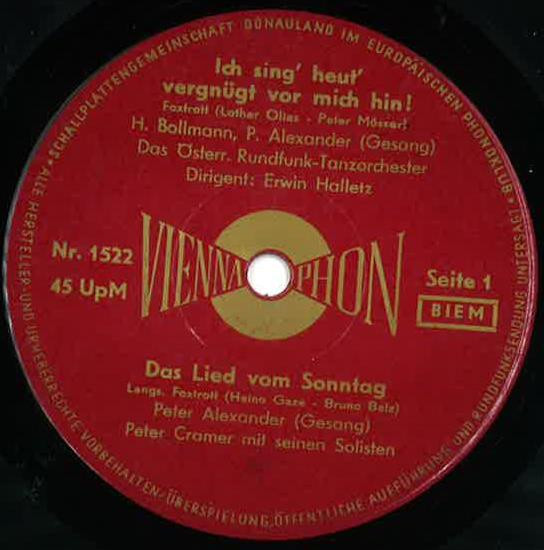 SCHALLPLATTENGEMEINSCHAFT DONAULAND IM EUROPÄISCHEN PHONOKLUB
Ich sing' heut'
vergnügt vor mich hin!
Foxtrott (Lothar Olias - Peter Mösser)
H. Bollmann, P. Alexander (Gesang)
Das Österr. Rundfunk-Tanzorchester
Dirigent: Erwin Halletz
Nr. 1522
45 UpM
VIENNAPHON
Seite 1
BIEM
Das Lied vom Sonntag
Langs. Foxtrott (Heino Gaze - Bruno Balz)
Peter Alexander (Gesang)
Peter Cramer mit seinen Solisten
ALLE HERSTELLER-UND URHEBERRECHTE VORBEHALTEN/ÜBERSPIELUNG, ÖFFENTLICHE AUFFÜHRUNG UND RUNDFUNKSENDUNG UNTERSAGT